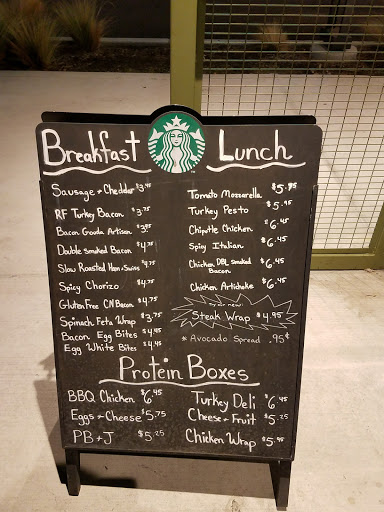 Breakfast
Sausage + Cheddar $3.45
RF Turkey Bacon $3.75
Bacon Gouda Artisan $3.95
Double Smoked Bacon $4.75
Slow Roasted Ham + Swiss $4.75
Spicy Chorizo $4.75
Gluten Free CN Bacon $4.75
Spinach Feta Wrap $3.75
Bacon Egg Bites $4.45
Egg White Bites $4.45
Lunch
Tomato Mozzarella $5.95
Turkey Pesto $5.95
Chipotle Chicken $6.45
Spicy Italian $6.45
Chicken DBL Smoked
Bacon $6.45
Chicken Artichoke $6.45
try our new!
Steak Wrap $4.95
* Avocado Spread .95¢
Protein Boxes
BBQ Chicken $6.45
Eggs + Cheese $5.75
PB + J $5.25
Turkey Deli $6.45
Cheese + Fruit $5.25
Chicken Wrap $5.95